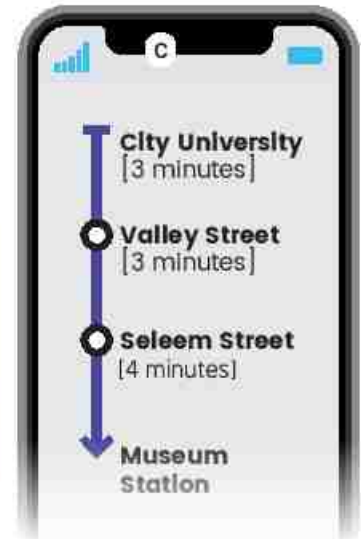 C
City University
[3 minutes]
Valley Street
[3 minutes]
Seleem Street
[4 minutes]
Museum
Station